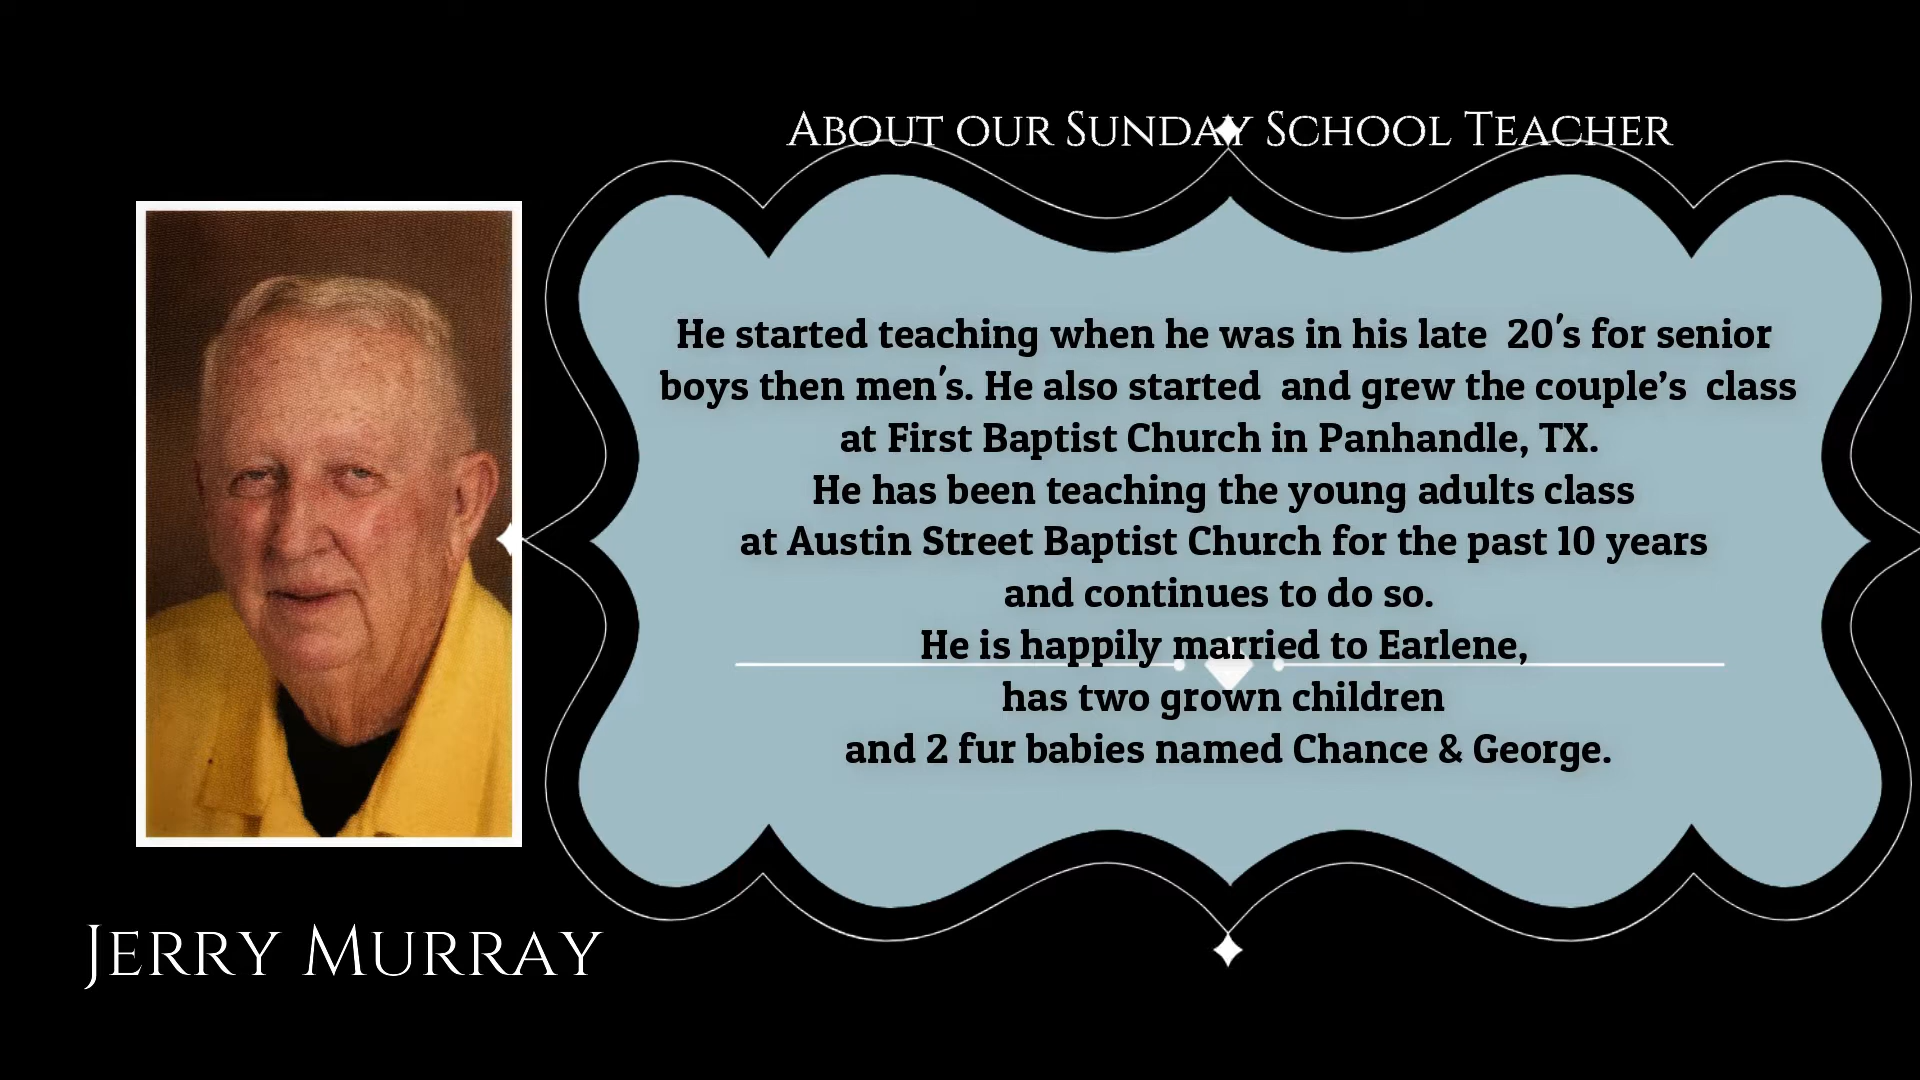 About our Sunday School Teacher
He started teaching when he was in his late 20's for senior
boys then men's. He also started and grew the couple’s class
at First Baptist Church in Panhandle, TX.
He has been teaching the young adults class
at Austin Street Baptist Church for the past 10 years
and continues to do so.
He is happily married to Earlene,
has two grown children
and 2 fur babies named Chance & George.
Jerry Murray